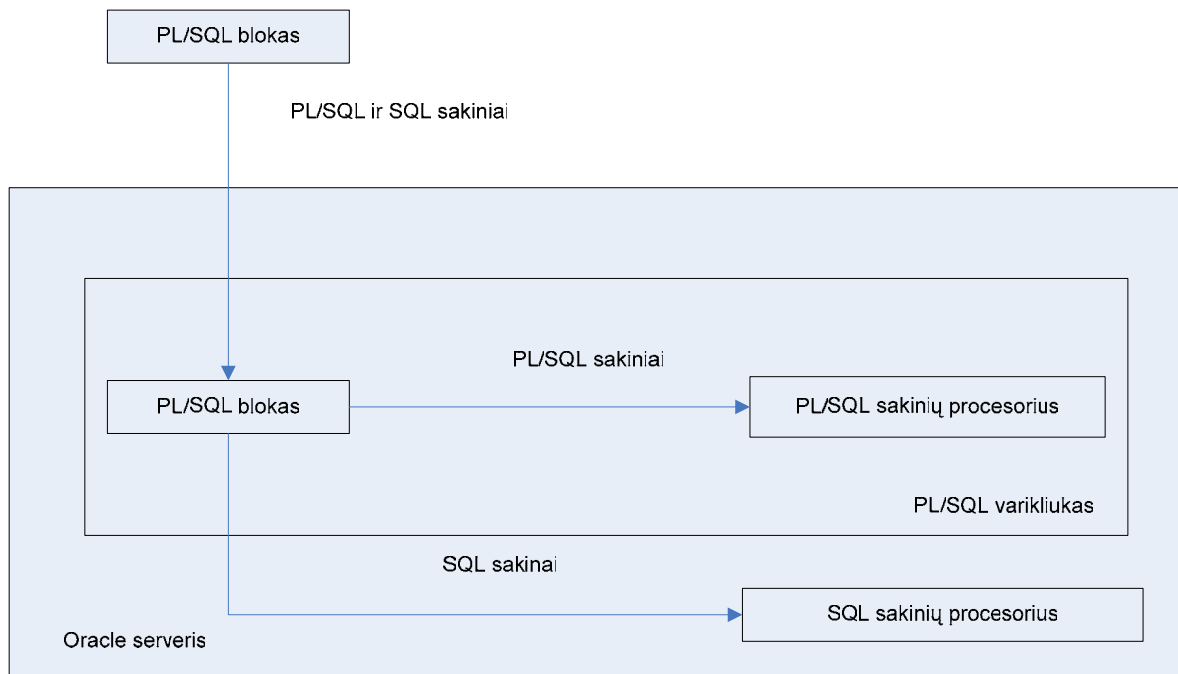 PL/SQL blokas
PL/SQL ir SQL sakiniai
PL/SQL sakiniai
PL/SQL blokas
PL/SQL sakinių procesorius
PL/SQL varikliukas
SQL sakinai
SQL sakinių procesorius
Oracle serveris